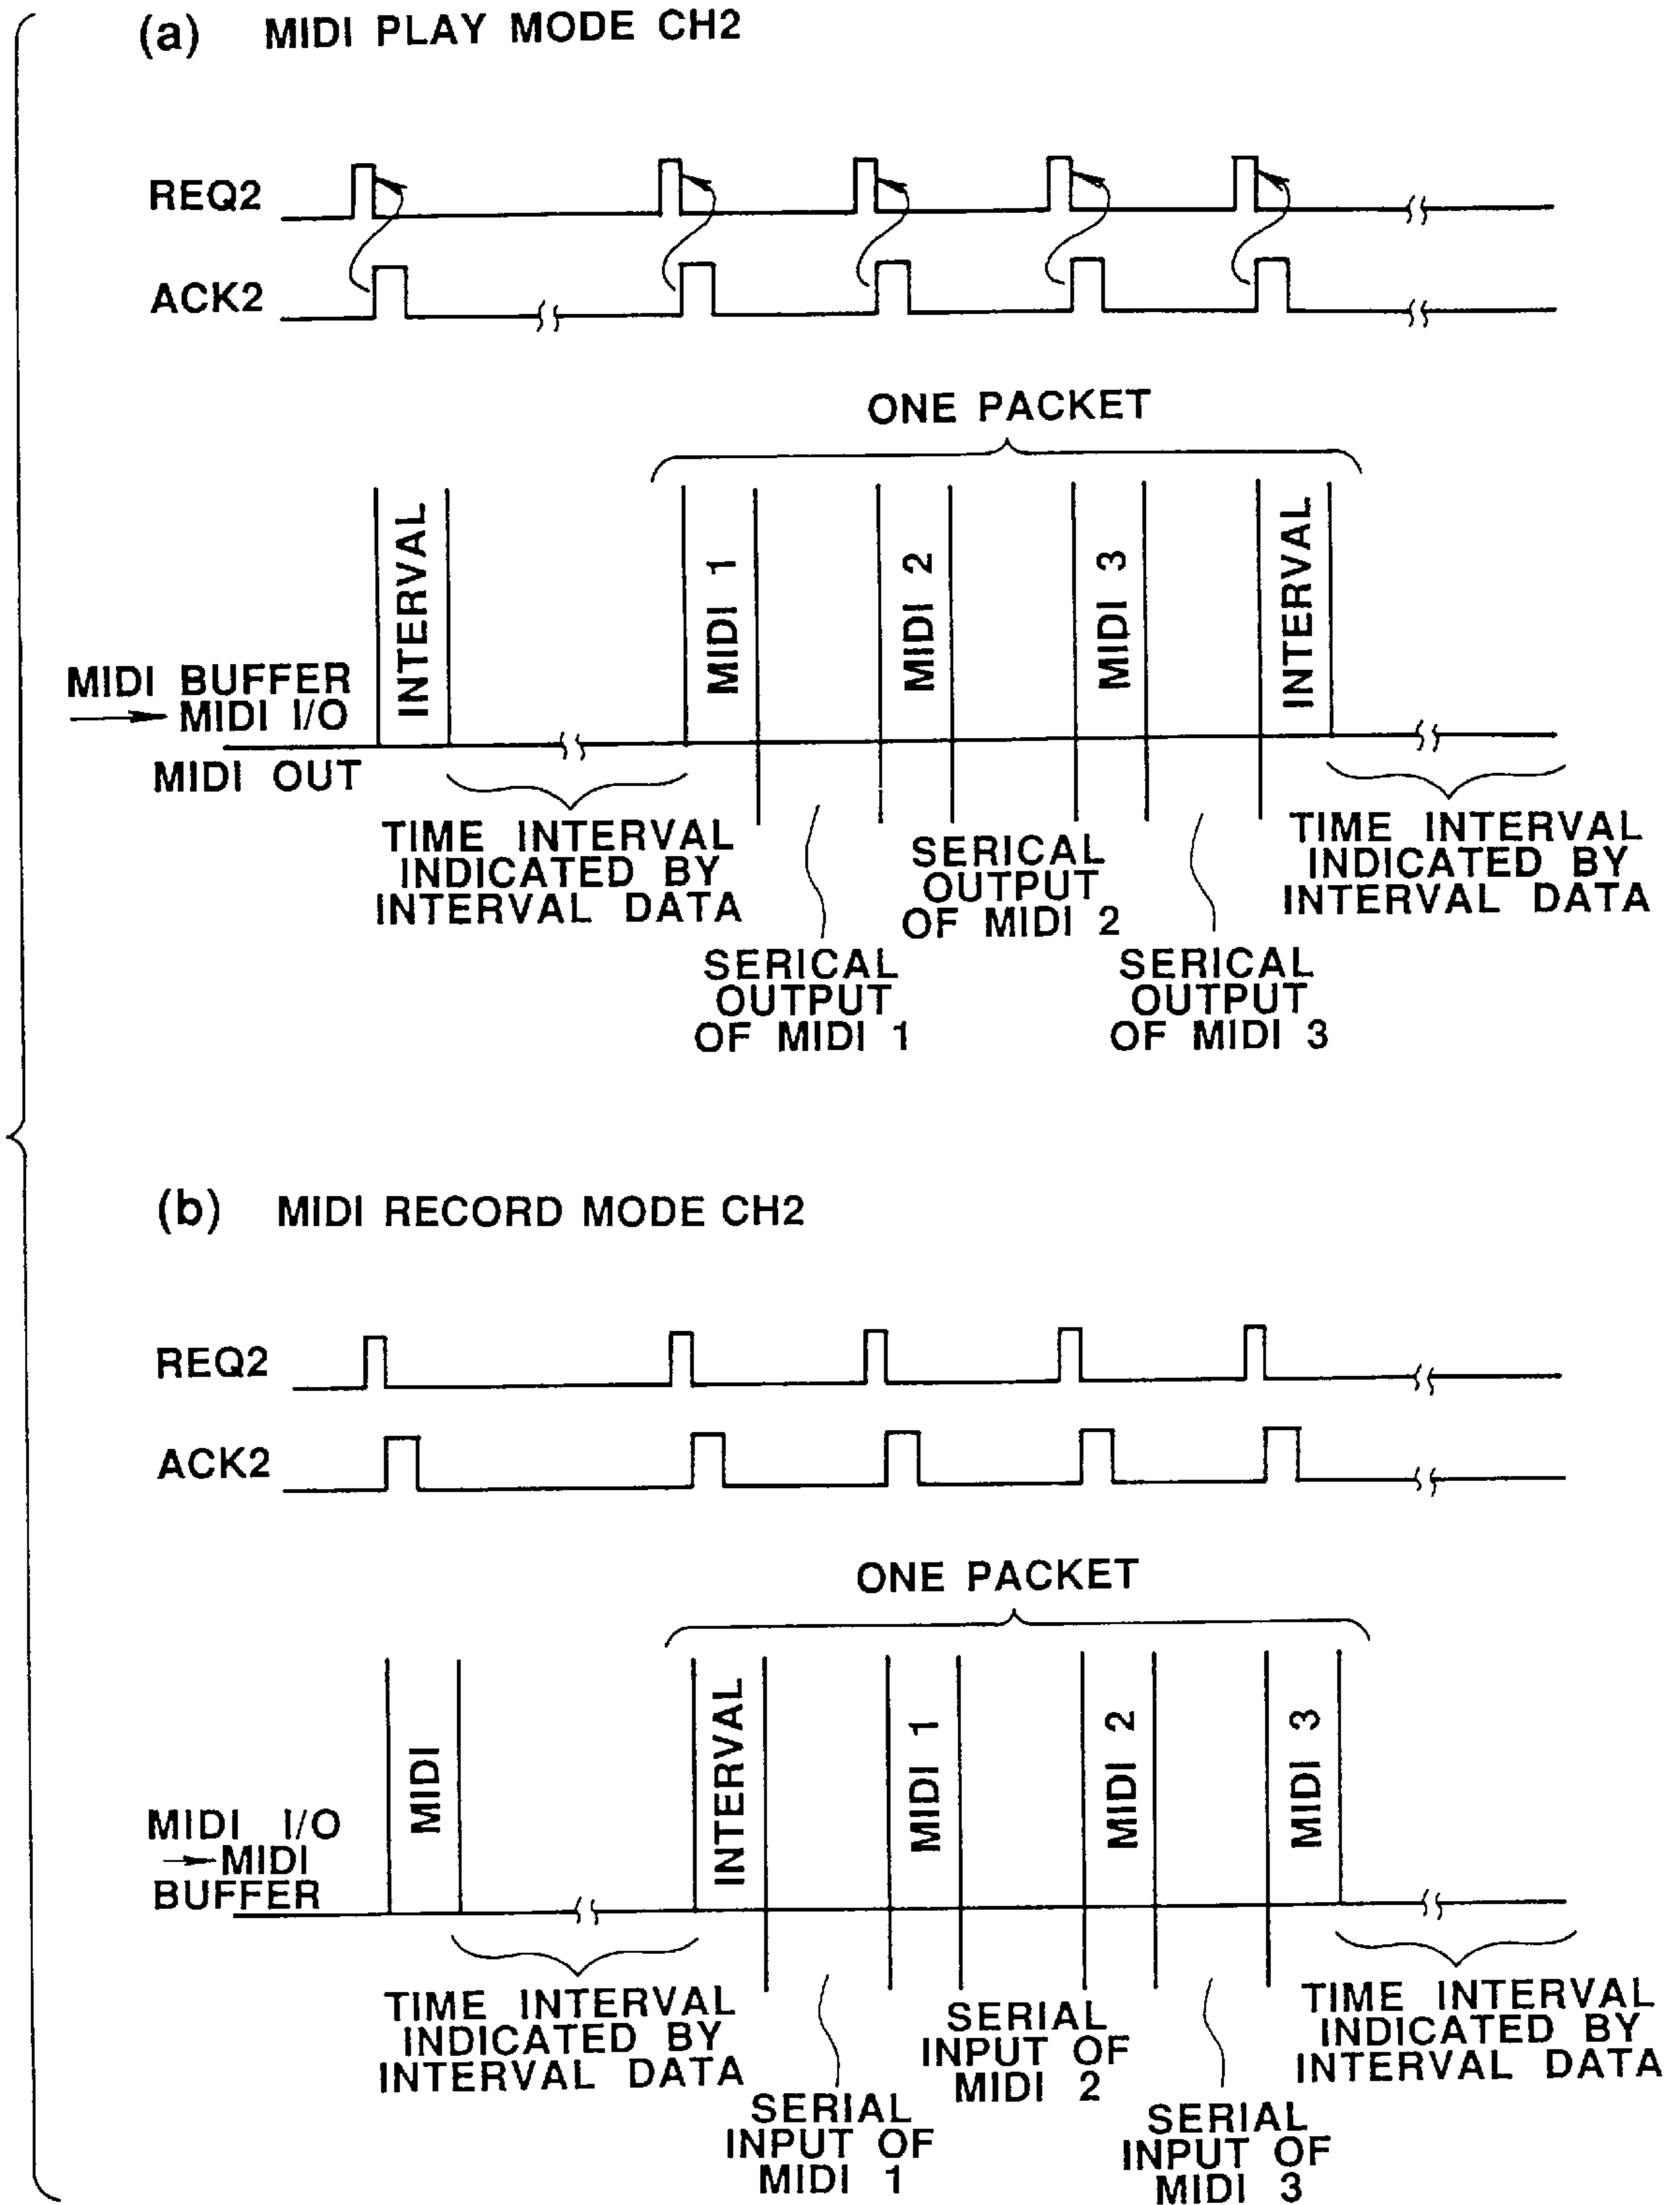 (a) MIDI PLAY MODE CH2
REQ2
ACK2
ONE PACKET
INTERVAL
MIDI 1
MIDI 2
MIDI 3
INTERVAL
MIDI BUFFER
MIDI I/O
MIDI OUT
TIME INTERVAL
INDICATED BY
INTERVAL DATA
SERICAL
OUTPUT
OF MIDI 1
SERICAL
OUTPUT
OF MIDI 2
SERICAL
OUTPUT
OF MIDI 3
TIME INTERVAL
INDICATED BY
INTERVAL DATA
(b) MIDI RECORD MODE CH2
REQ2
ACK2
ONE PACKET
MIDI
INTERVAL
MIDI 1
MIDI 2
MIDI 3
MIDI I/O
MIDI
BUFFER
TIME INTERVAL
INDICATED BY
INTERVAL DATA
SERIAL
INPUT OF
MIDI 1
SERIAL
INPUT OF
MIDI 2
SERIAL
INPUT OF
MIDI 3
TIME INTERVAL
INDICATED BY
INTERVAL DATA